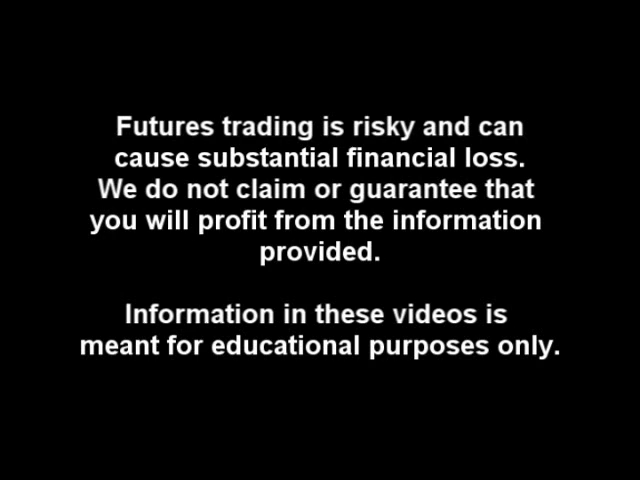 Futures trading is risky and can
cause substantial financial loss.
We do not claim or guarantee that
you will profit from the information
provided.
Information in these videos is
meant for educational purposes only.